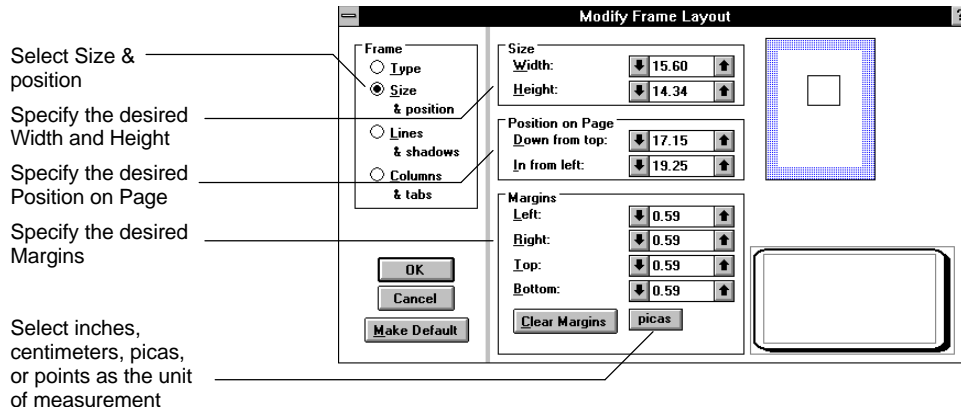 Modify Frame Layout
?
Select Size &
position
Specify the desired
Width and Height
Specify the desired
Position on Page
Specify the desired
Margins
Select inches,
centimeters, picas,
or points as the unit
of measurement
Frame
Type
Size
& position
Lines
& shadows
Columns
& tabs
OK
Cancel
Make Default
Size
Width: 15.60
Height: 14.34
Position on Page
Down from top: 17.15
In from left: 19.25
Margins
Left: 0.59
Right: 0.59
Top: 0.59
Bottom: 0.59
Clear Margins picas